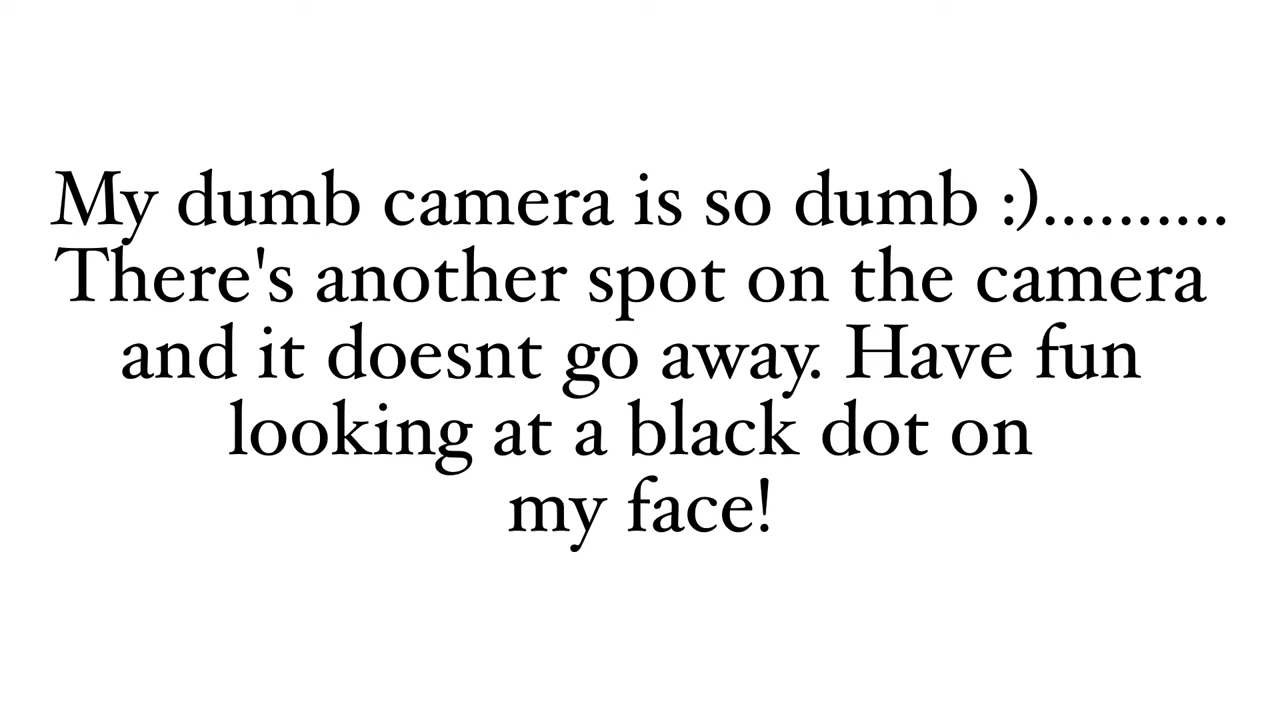 My dumb camera is so dumb :)..........
There's another spot on the camera
and it doesnt go away. Have fun
looking at a black dot on
my face!